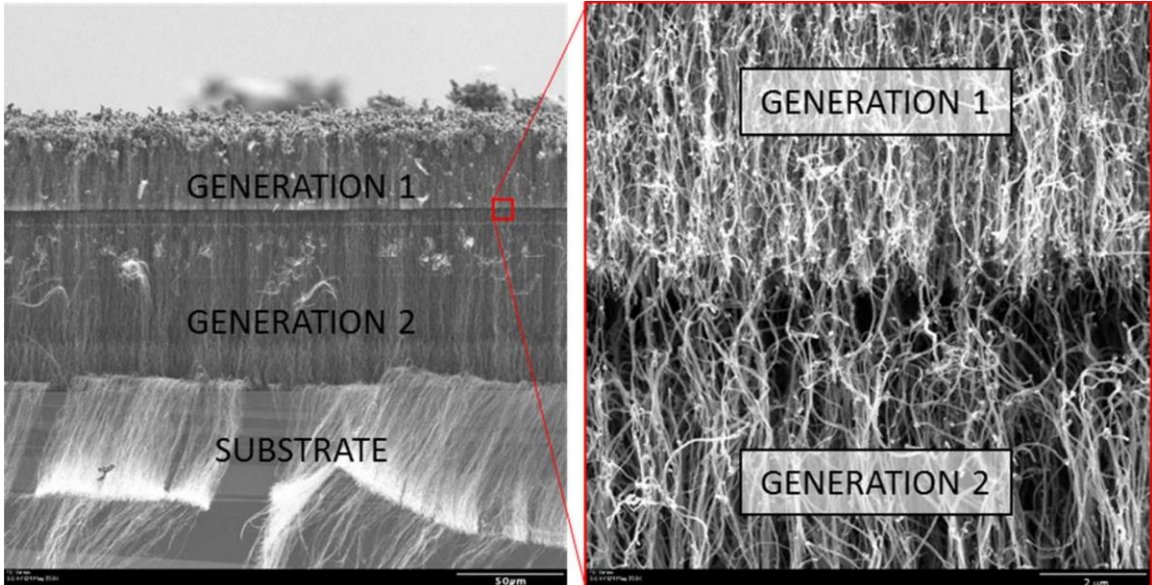 GENERATION 1
GENERATION 2
SUBSTRATE
50µm
GENERATION 1
GENERATION 2
2 µm